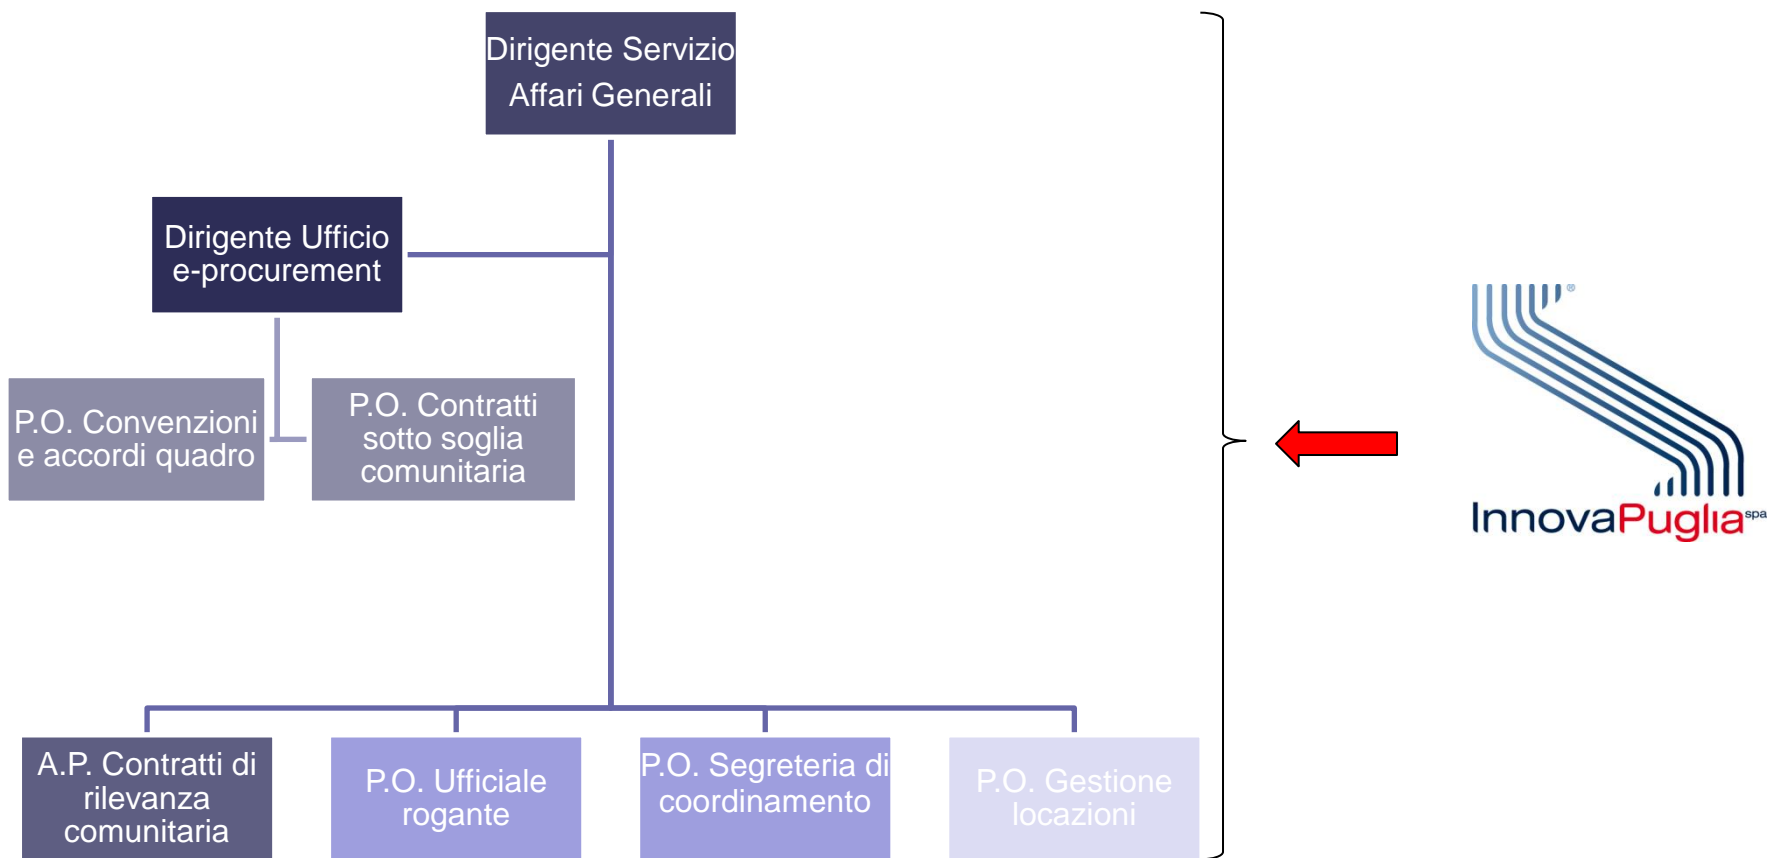 Dirigente Servizio
Affari Generali
Dirigente Ufficio
e-procurement
P.O. Convenzioni
e accordi quadro
P.O. Contratti
sotto soglia
comunitaria
®
InnovaPuglia spa
A.P. Contratti di
rilevanza
comunitaria
P.O. Ufficiale
rogante
P.O. Segreteria di
coordinamento
P.O. Gestione
locazioni